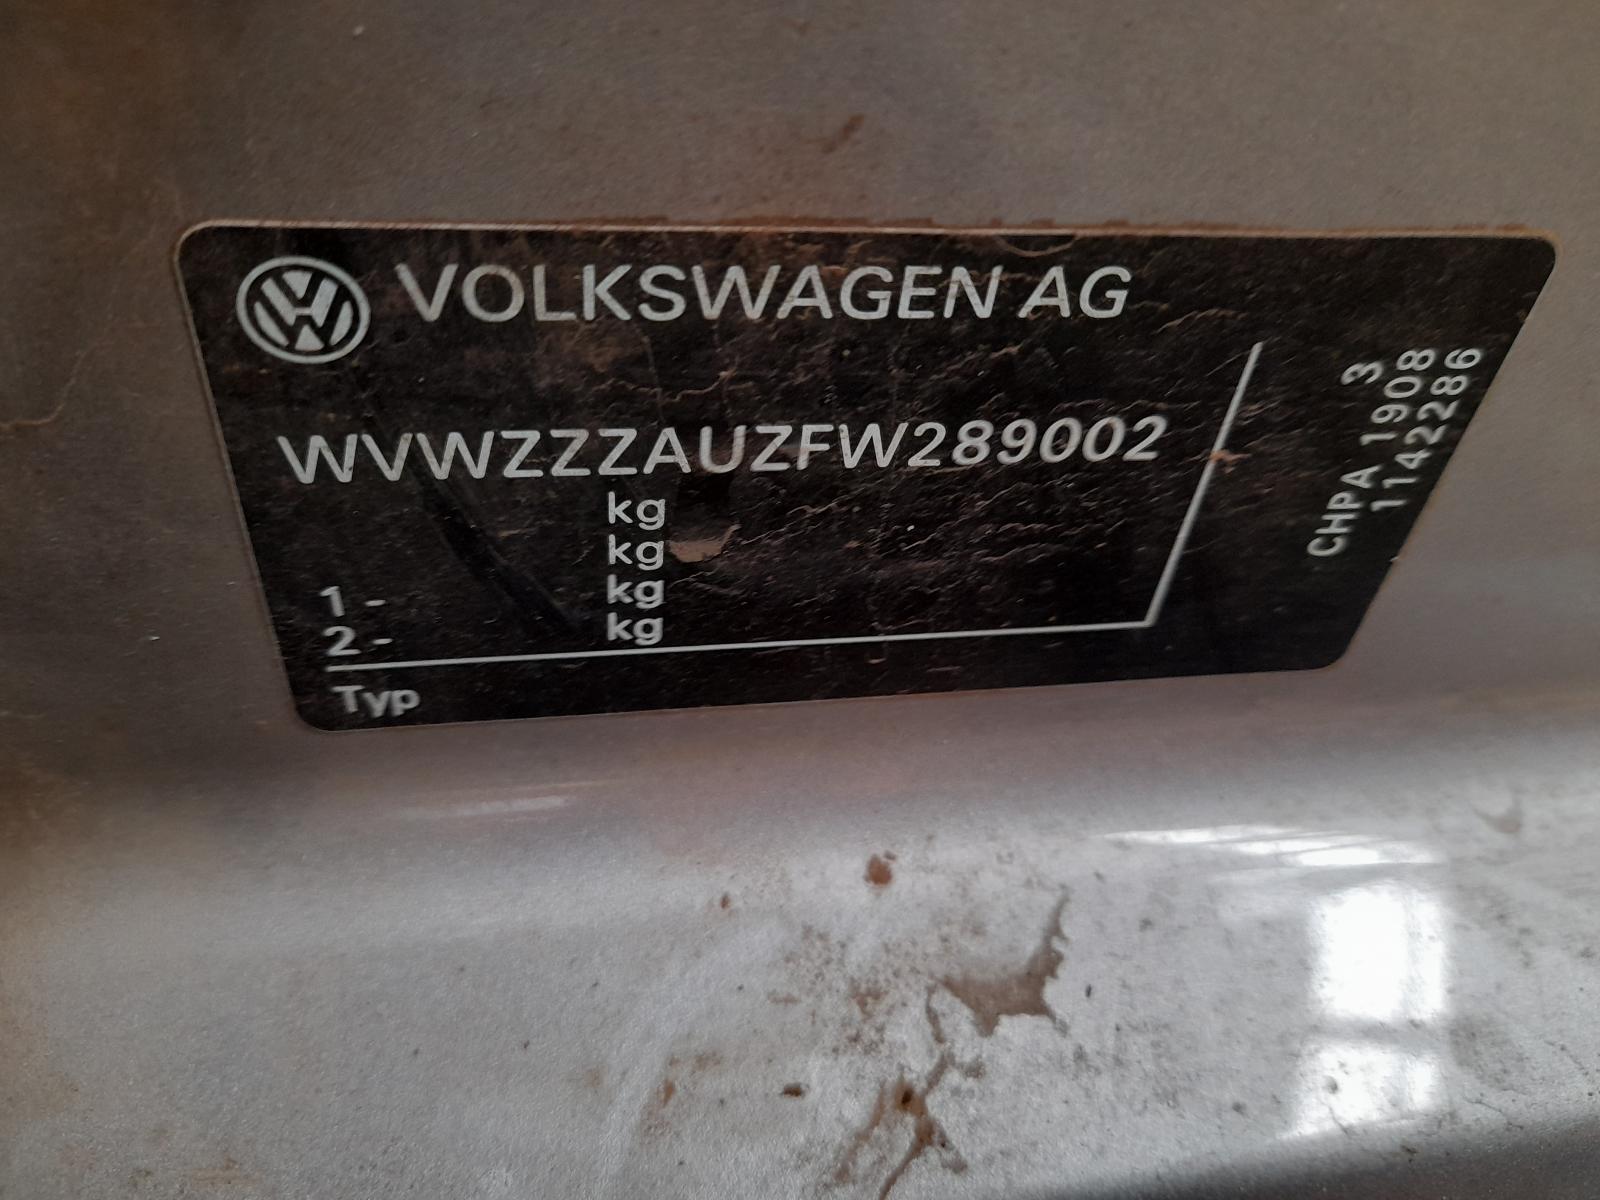 VOLKSWAGEN AG
WVWZZZAUZFW289002
kg
kg
1- kg
2- kg
Typ
3
CHPA 1908
1142286